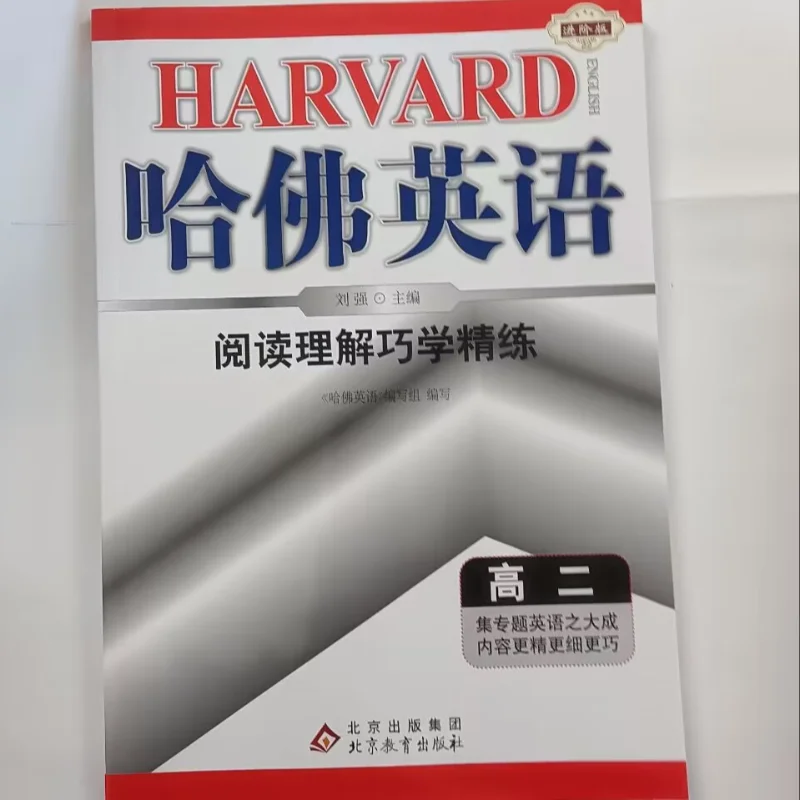 进阶版
HARVARD
ENGLISH
哈佛英语
刘强⊙主编
阅读理解巧学精练
《哈佛英语》编写组 编写
高二
集专题英语之大成
内容更精更细更巧
北京出版集团
北京教育出版社